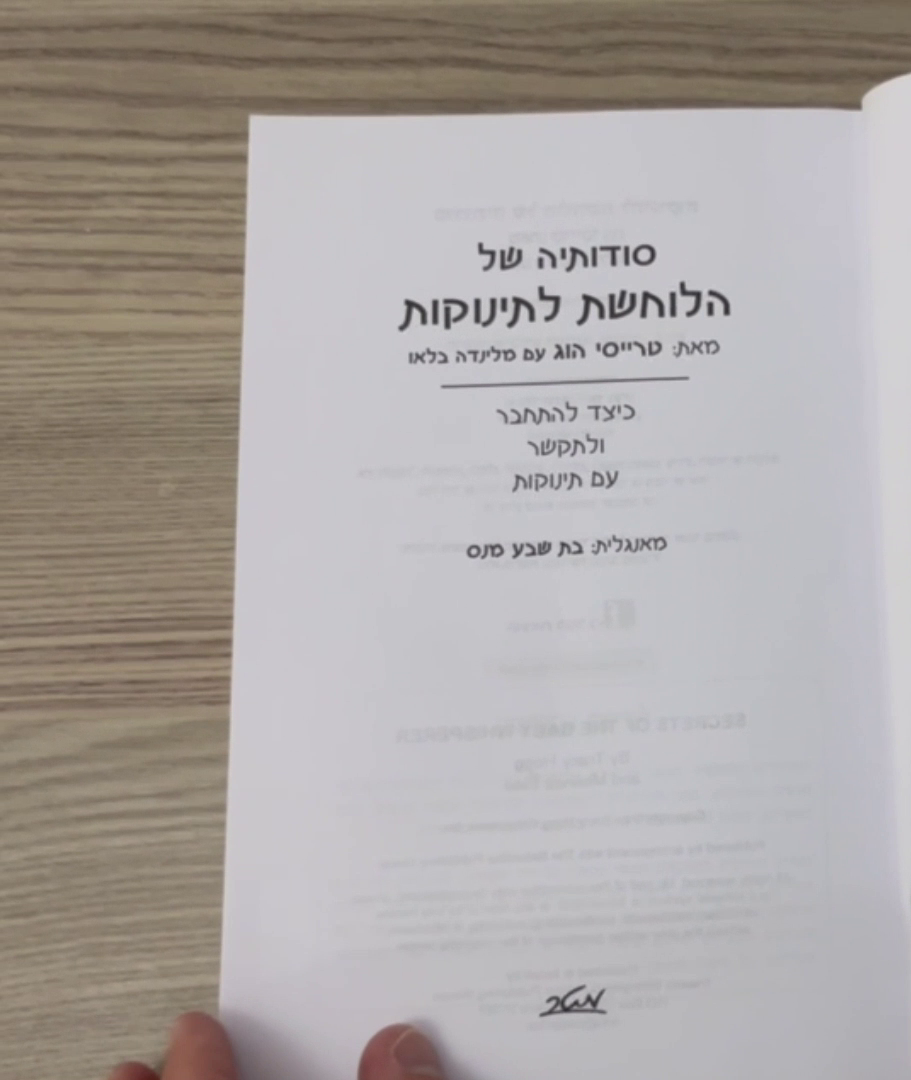 סודותיה של
הלוחשת לתינוקות
מאת: טרייסי הוג עם מלינדה בלאו
כיצד להתחבר
ולתקשר
עם תינוקות
מאנגלית: בת שבע מנס
מטר